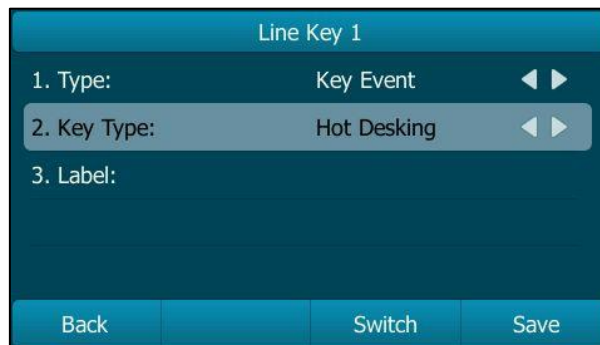 Line Key 1
1. Type: Key Event
2. Key Type: Hot Desking
3. Label:
Back Switch Save